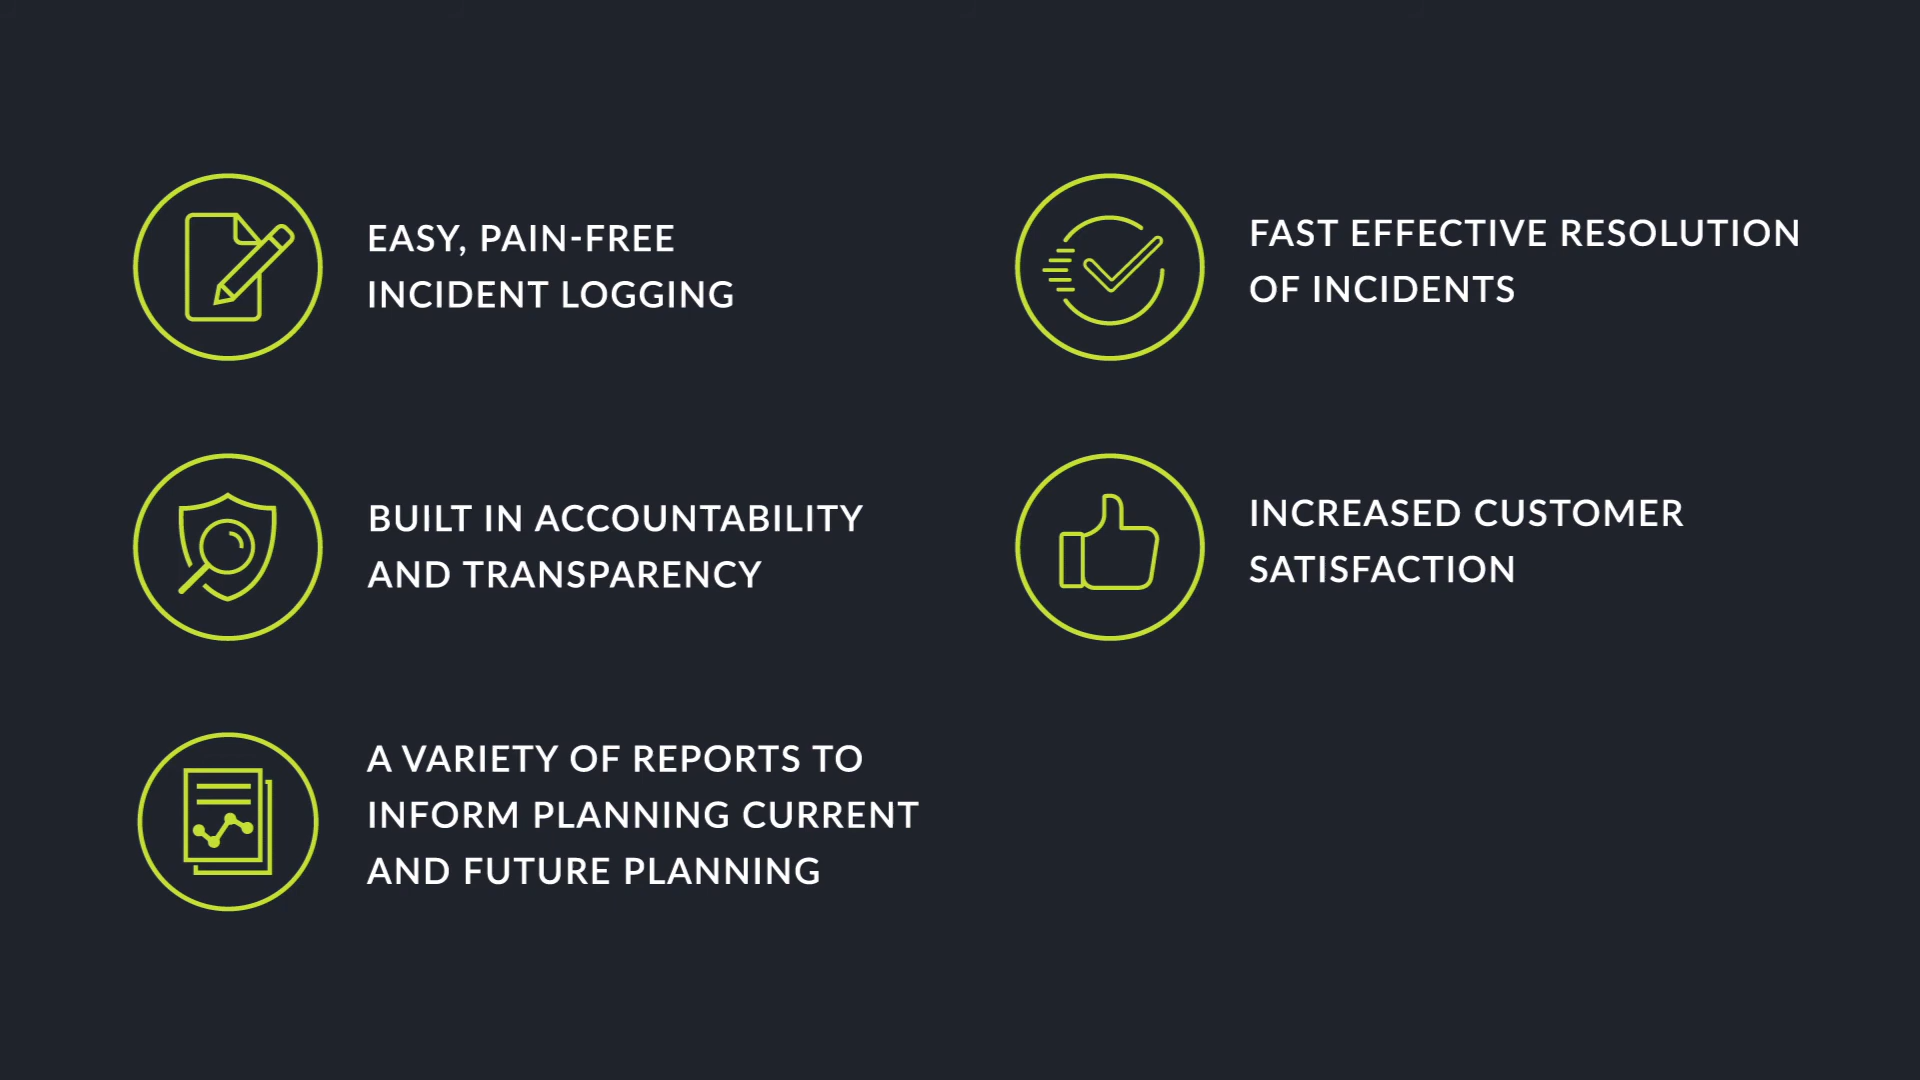 EASY, PAIN-FREE
INCIDENT LOGGING
FAST EFFECTIVE RESOLUTION
OF INCIDENTS
BUILT IN ACCOUNTABILITY
AND TRANSPARENCY
INCREASED CUSTOMER
SATISFACTION
A VARIETY OF REPORTS TO
INFORM PLANNING CURRENT
AND FUTURE PLANNING